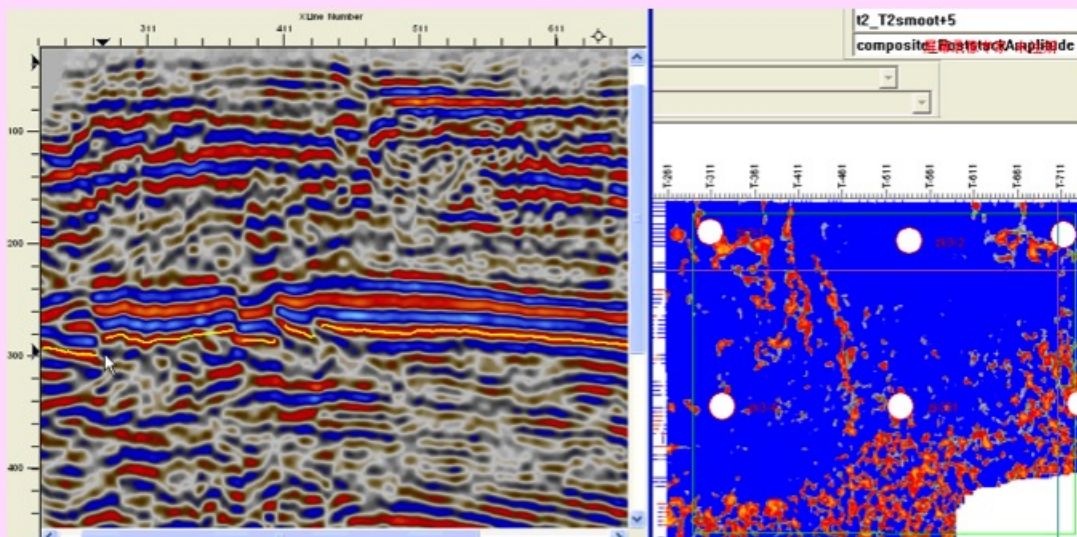 XLine Number
311 411 511 611
100
200
300
400
t2_T2smoot+5
composite_PoststackAmplitude
T-261 T-311 T-361 T-411 T-461 T-511 T-561 T-611 T-661 T-711